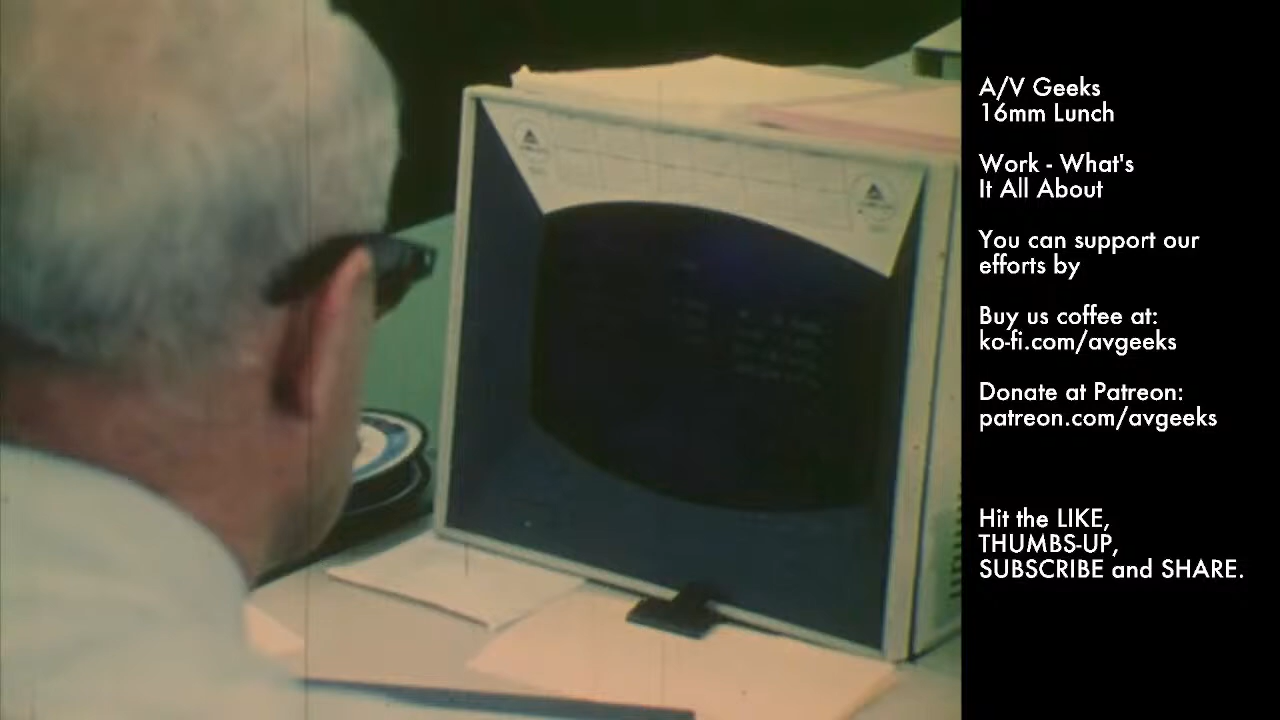 A/V Geeks
16mm Lunch
Work - What's
It All About
You can support our
efforts by
Buy us coffee at:
ko-fi.com/avgeeks
Donate at Patreon:
patreon.com/avgeeks
Hit the LIKE,
THUMBS-UP,
SUBSCRIBE and SHARE.